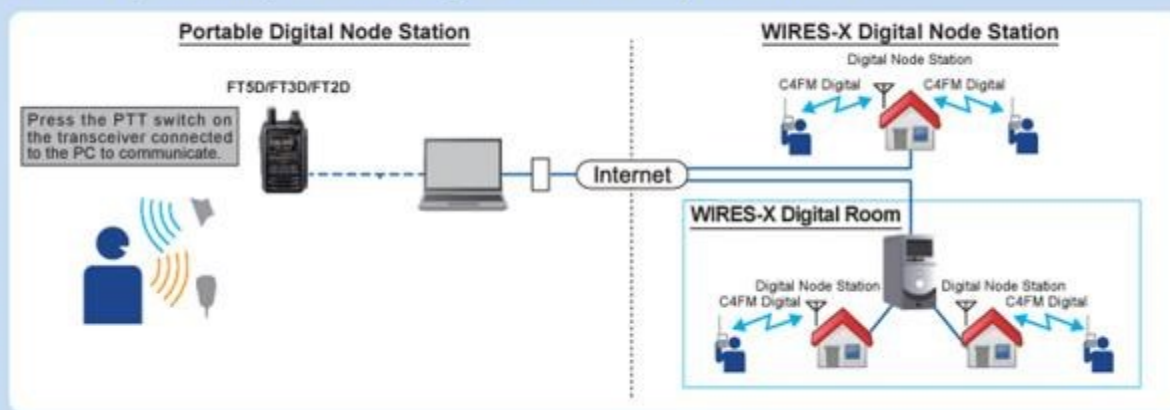 Portable Digital Node Station
FT5D/FT3D/FT2D
Press the PTT switch on
the transceiver connected
to the PC to communicate.
Internet
WIRES-X Digital Node Station
Digital Node Station
C4FM Digital
C4FM Digital
WIRES-X Digital Room
Digital Node Station
C4FM Digital
Digital Node Station
C4FM Digital